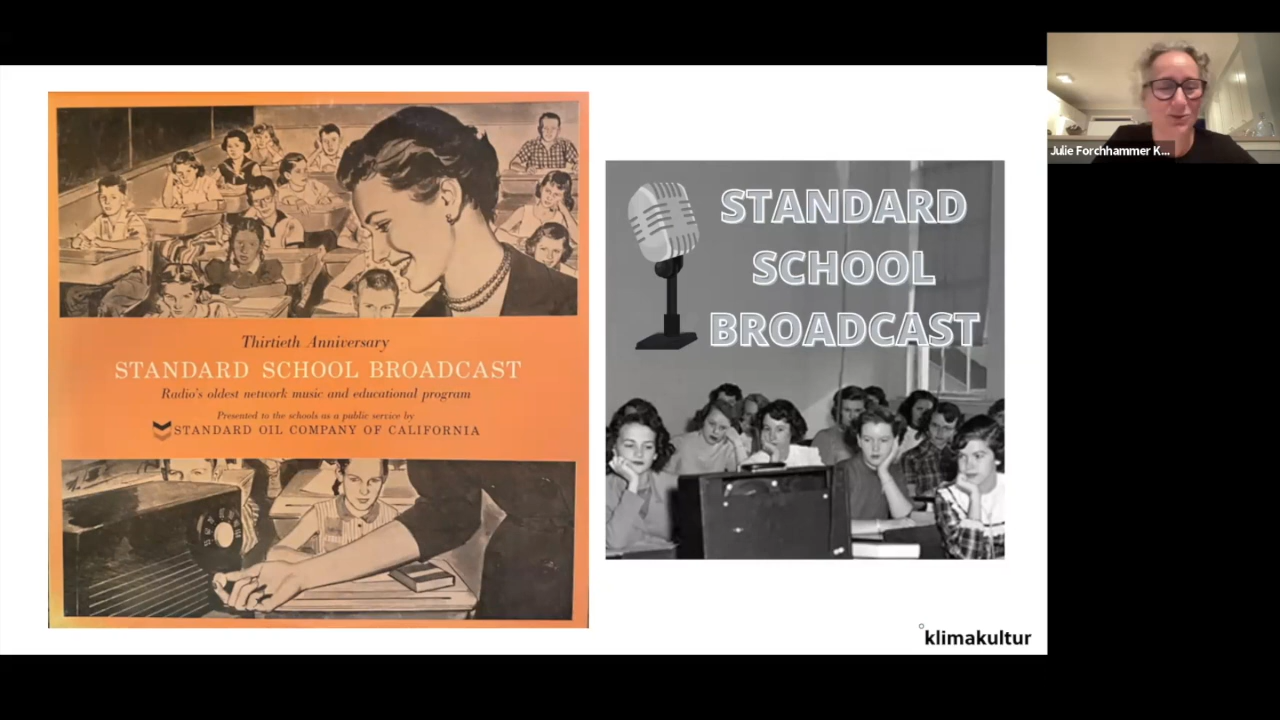 Thirtieth Anniversary
STANDARD SCHOOL BROADCAST
Radio's oldest network music and educational program
Presented to the schools as a public service by
STANDARD OIL COMPANY OF CALIFORNIA
STANDARD
SCHOOL
BROADCAST
klimakultur
Julie Forchhammer K...